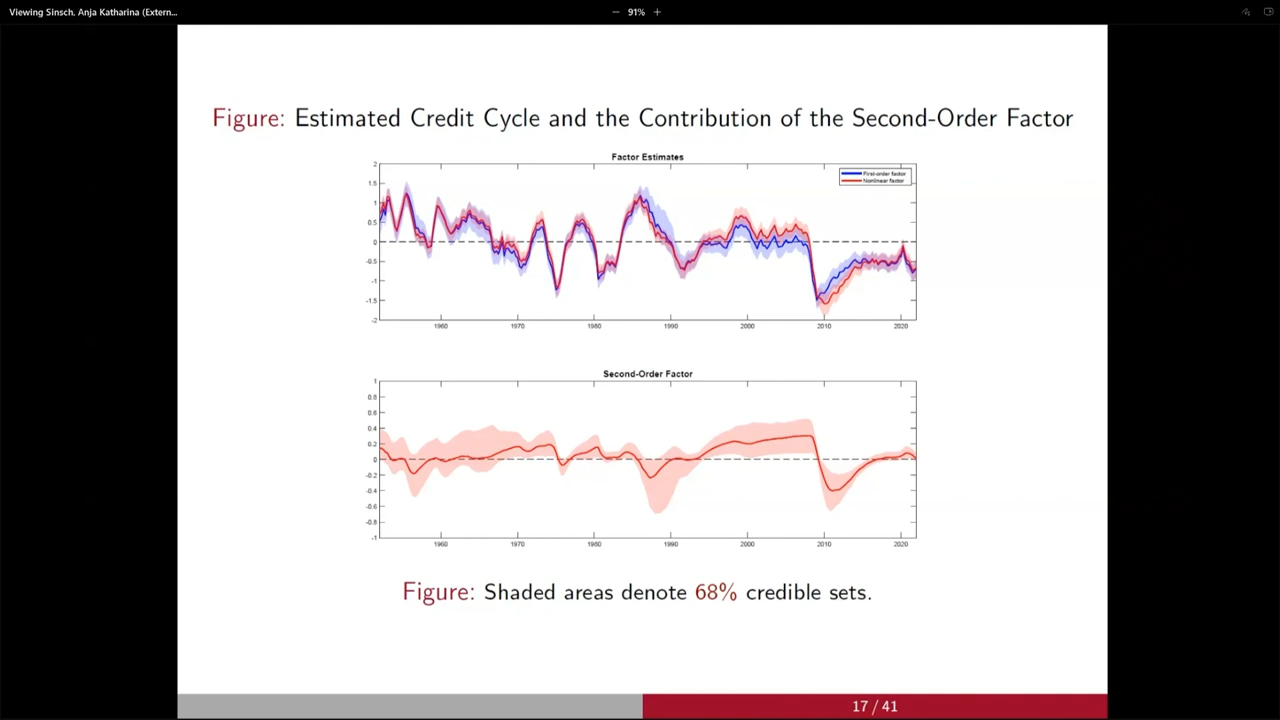 Viewing Sinsch, Anja Katharina (Extern...
− 91% +
Figure: Estimated Credit Cycle and the Contribution of the Second-Order Factor
Factor Estimates
First-order factor
Nonlinear factor
2
1.5
1
0.5
0
-0.5
-1
-1.5
-2
1960 1970 1980 1990 2000 2010 2020
Second-Order Factor
1
0.8
0.6
0.4
0.2
0
-0.2
-0.4
-0.6
-0.8
-1
1960 1970 1980 1990 2000 2010 2020
Figure: Shaded areas denote 68% credible sets.
17 / 41